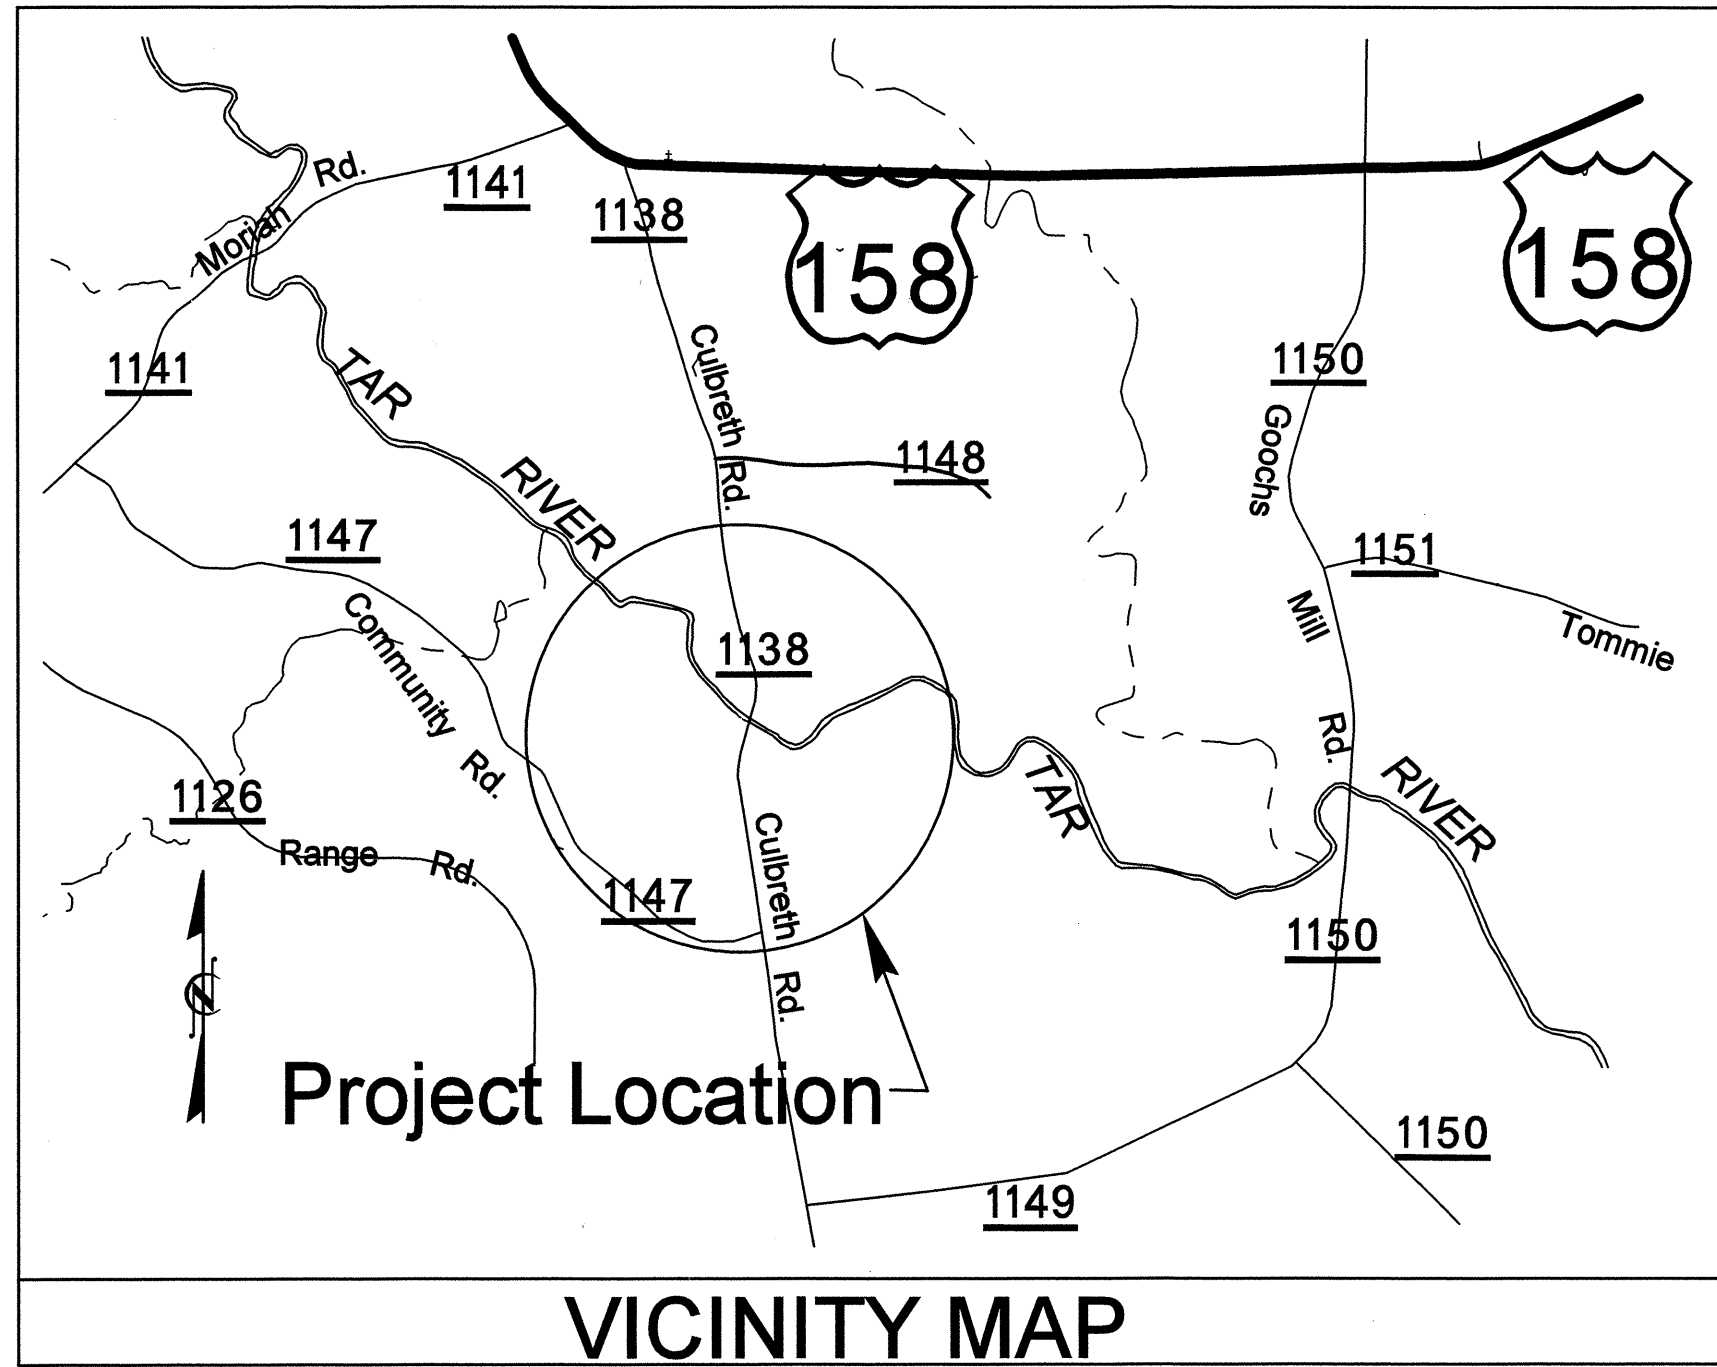 Rd.
1141
1138
Moriah
158
158
1141
TAR
Culbreth
Rd.
1150
Goochs
1148
RIVER
1147
1151
Community
Mill
Tommie
1138
Rd.
Rd.
1126
TAR
RIVER
Range Rd.
Culbreth
Rd.
1147
1150
N
Project Location
1150
1149
VICINITY MAP